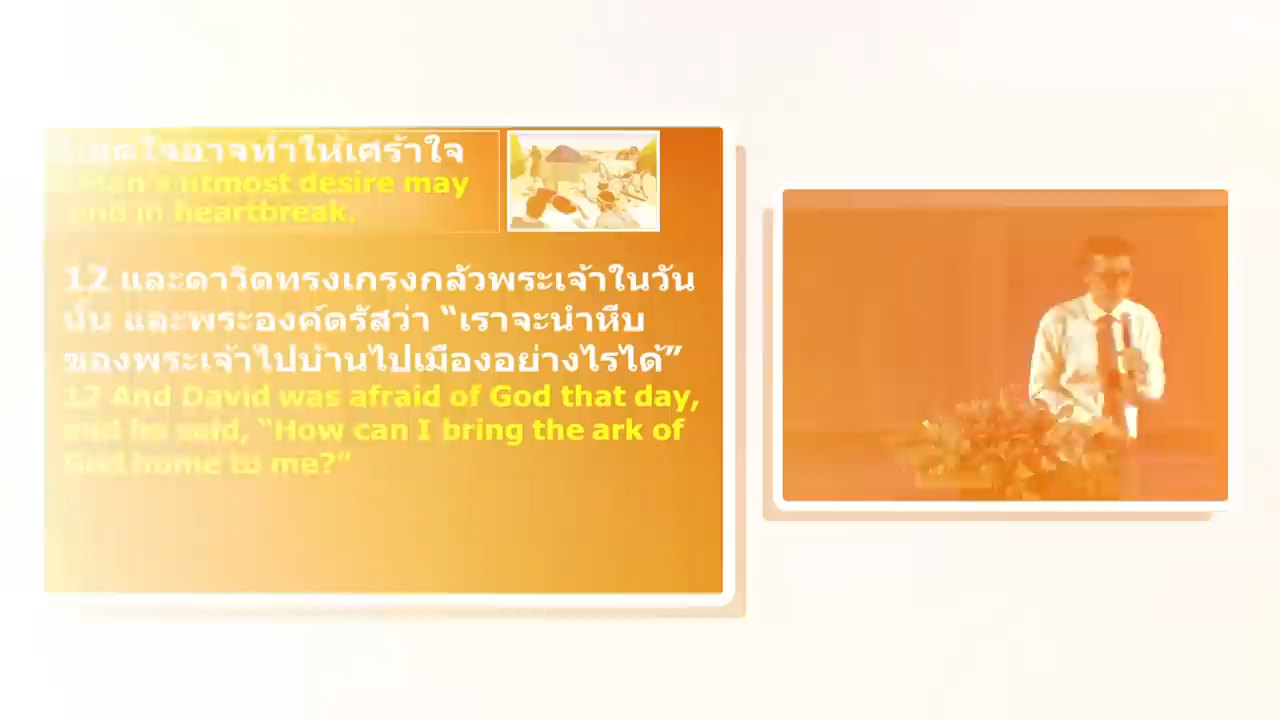 สุดใจอาจทำให้เศร้าใจ
Man's utmost desire may
end in heartbreak.
12 และดาวิดทรงเกรงกลัวพระเจ้าในวัน
นั้น และพระองค์ตรัสว่า “เราจะนำหีบ
ของพระเจ้าไปบ้านไปเมืองอย่างไรได้”
12 And David was afraid of God that day,
and he said, “How can I bring the ark of
God home to me?”